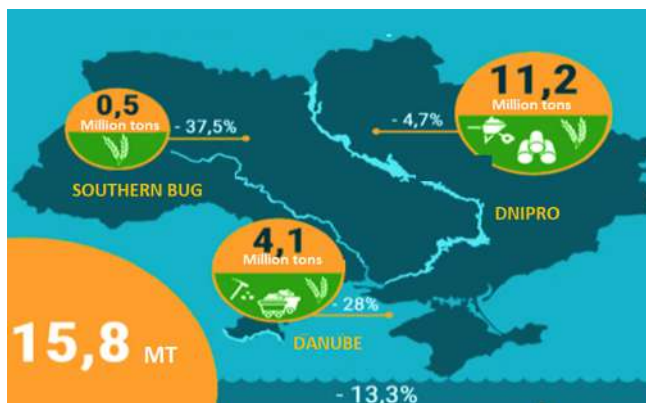 0,5
Million tons
- 37,5%
SOUTHERN BUG
11,2
Million tons
- 4,7%
DNIPRO
4,1
Million tons
- 28%
DANUBE
15,8 MT
- 13,3%